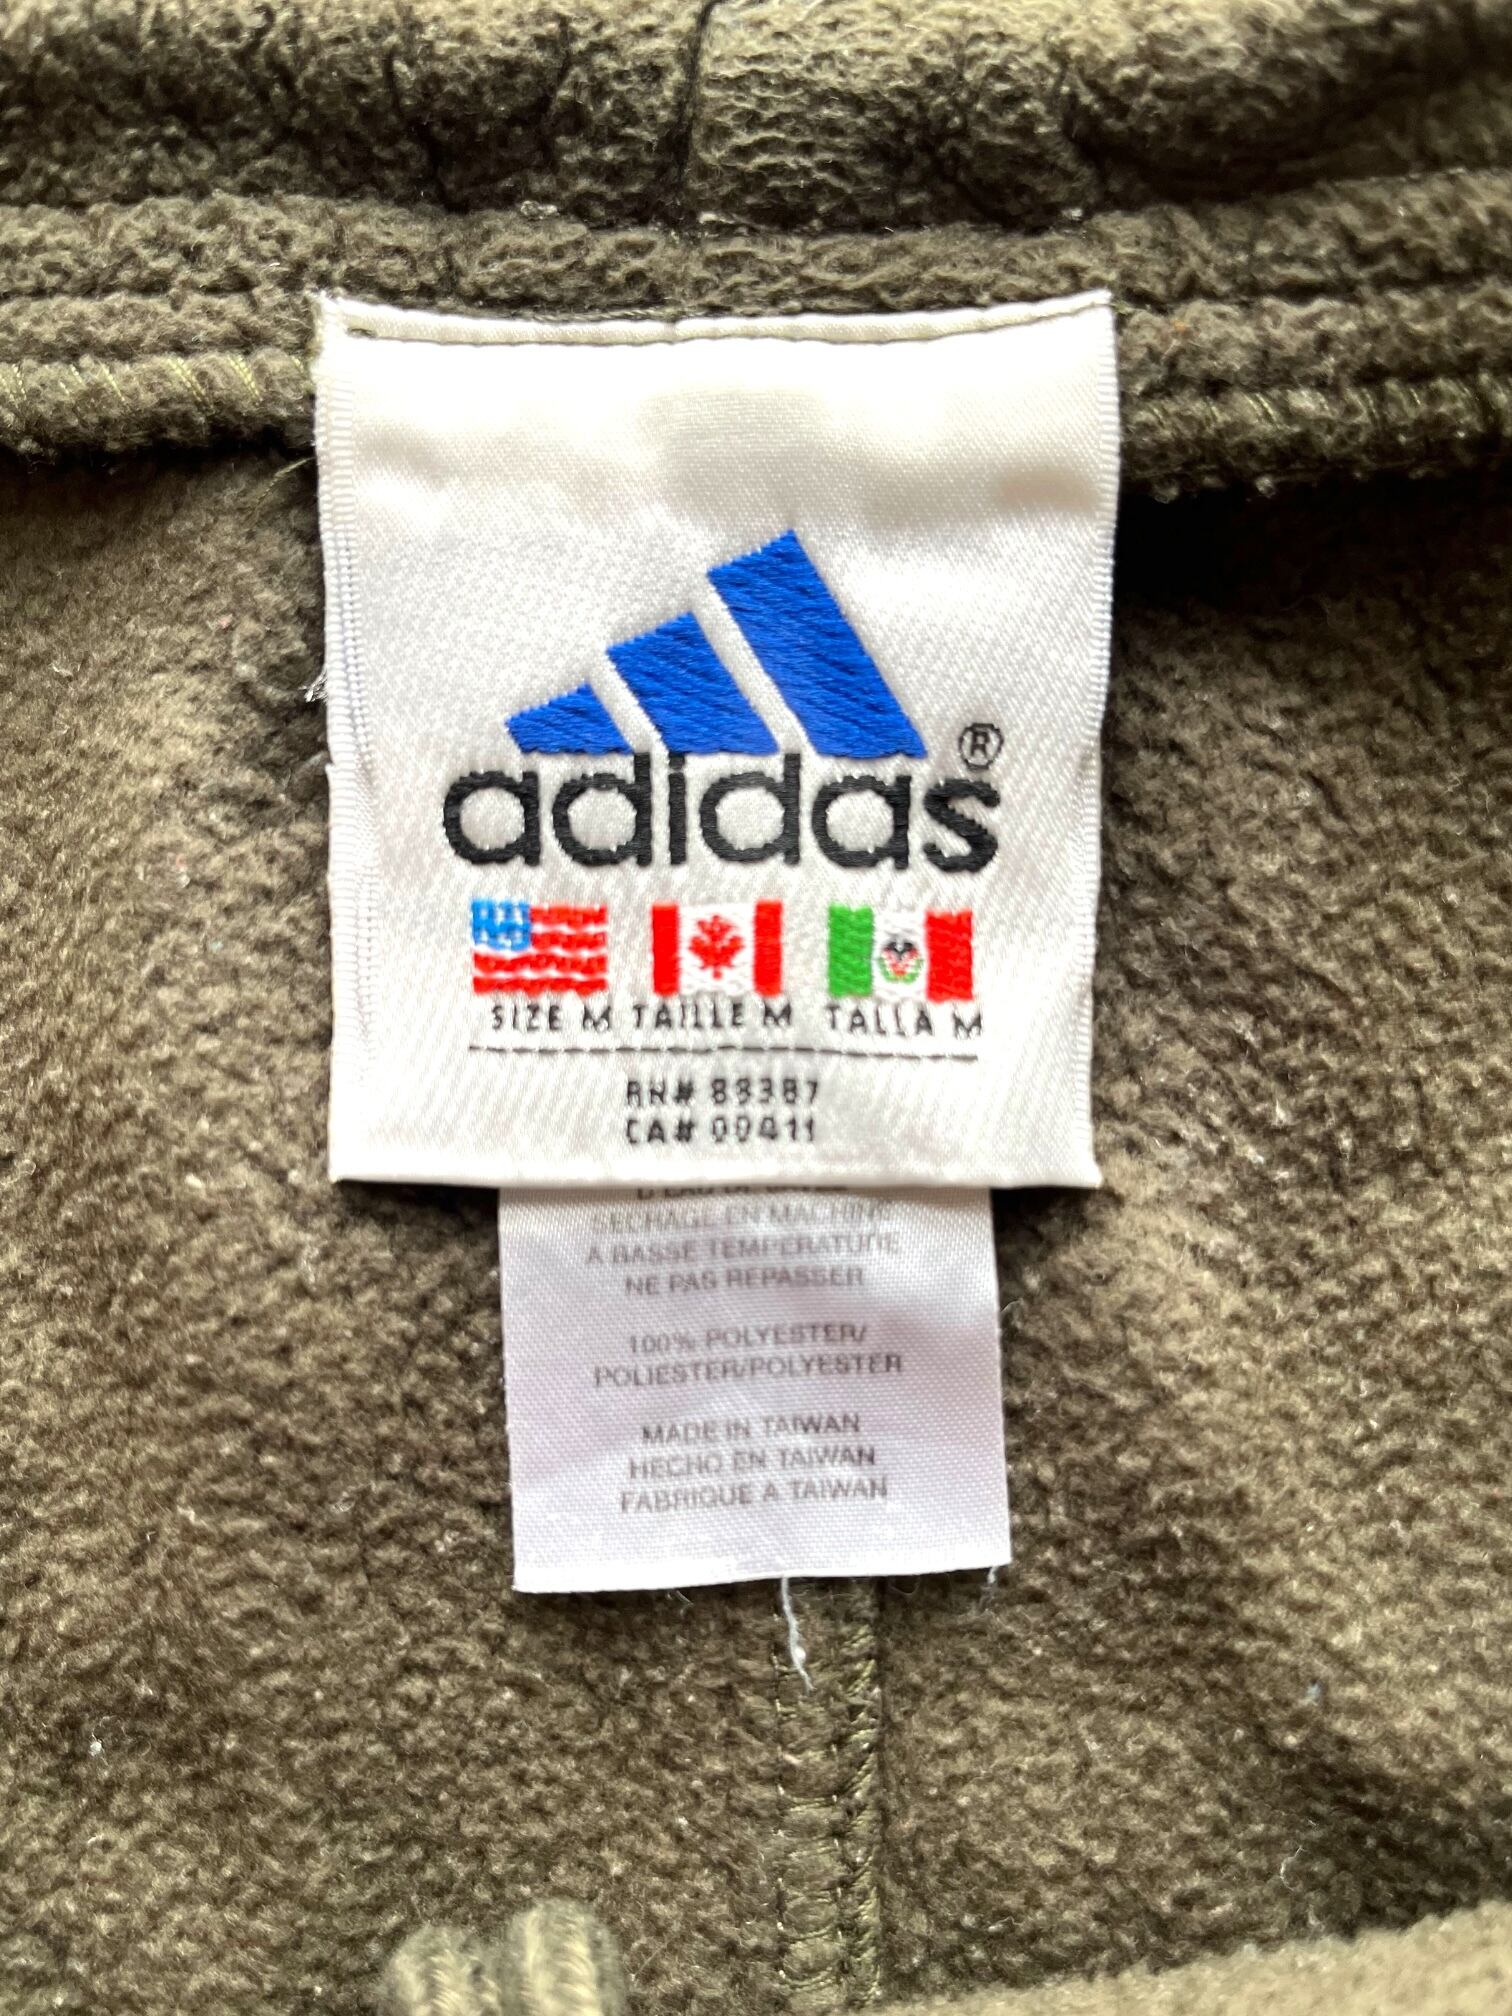 adidas®
SIZE M TAILLE M TALLA M
RN# 88387
CA# 00411
SECHAGE EN MACHINE
A BASSE TEMPERATURE
NE PAS REPASSER
100% POLYESTER/
POLIESTER/POLYESTER
MADE IN TAIWAN
HECHO EN TAIWAN
FABRIQUE A TAIWAN